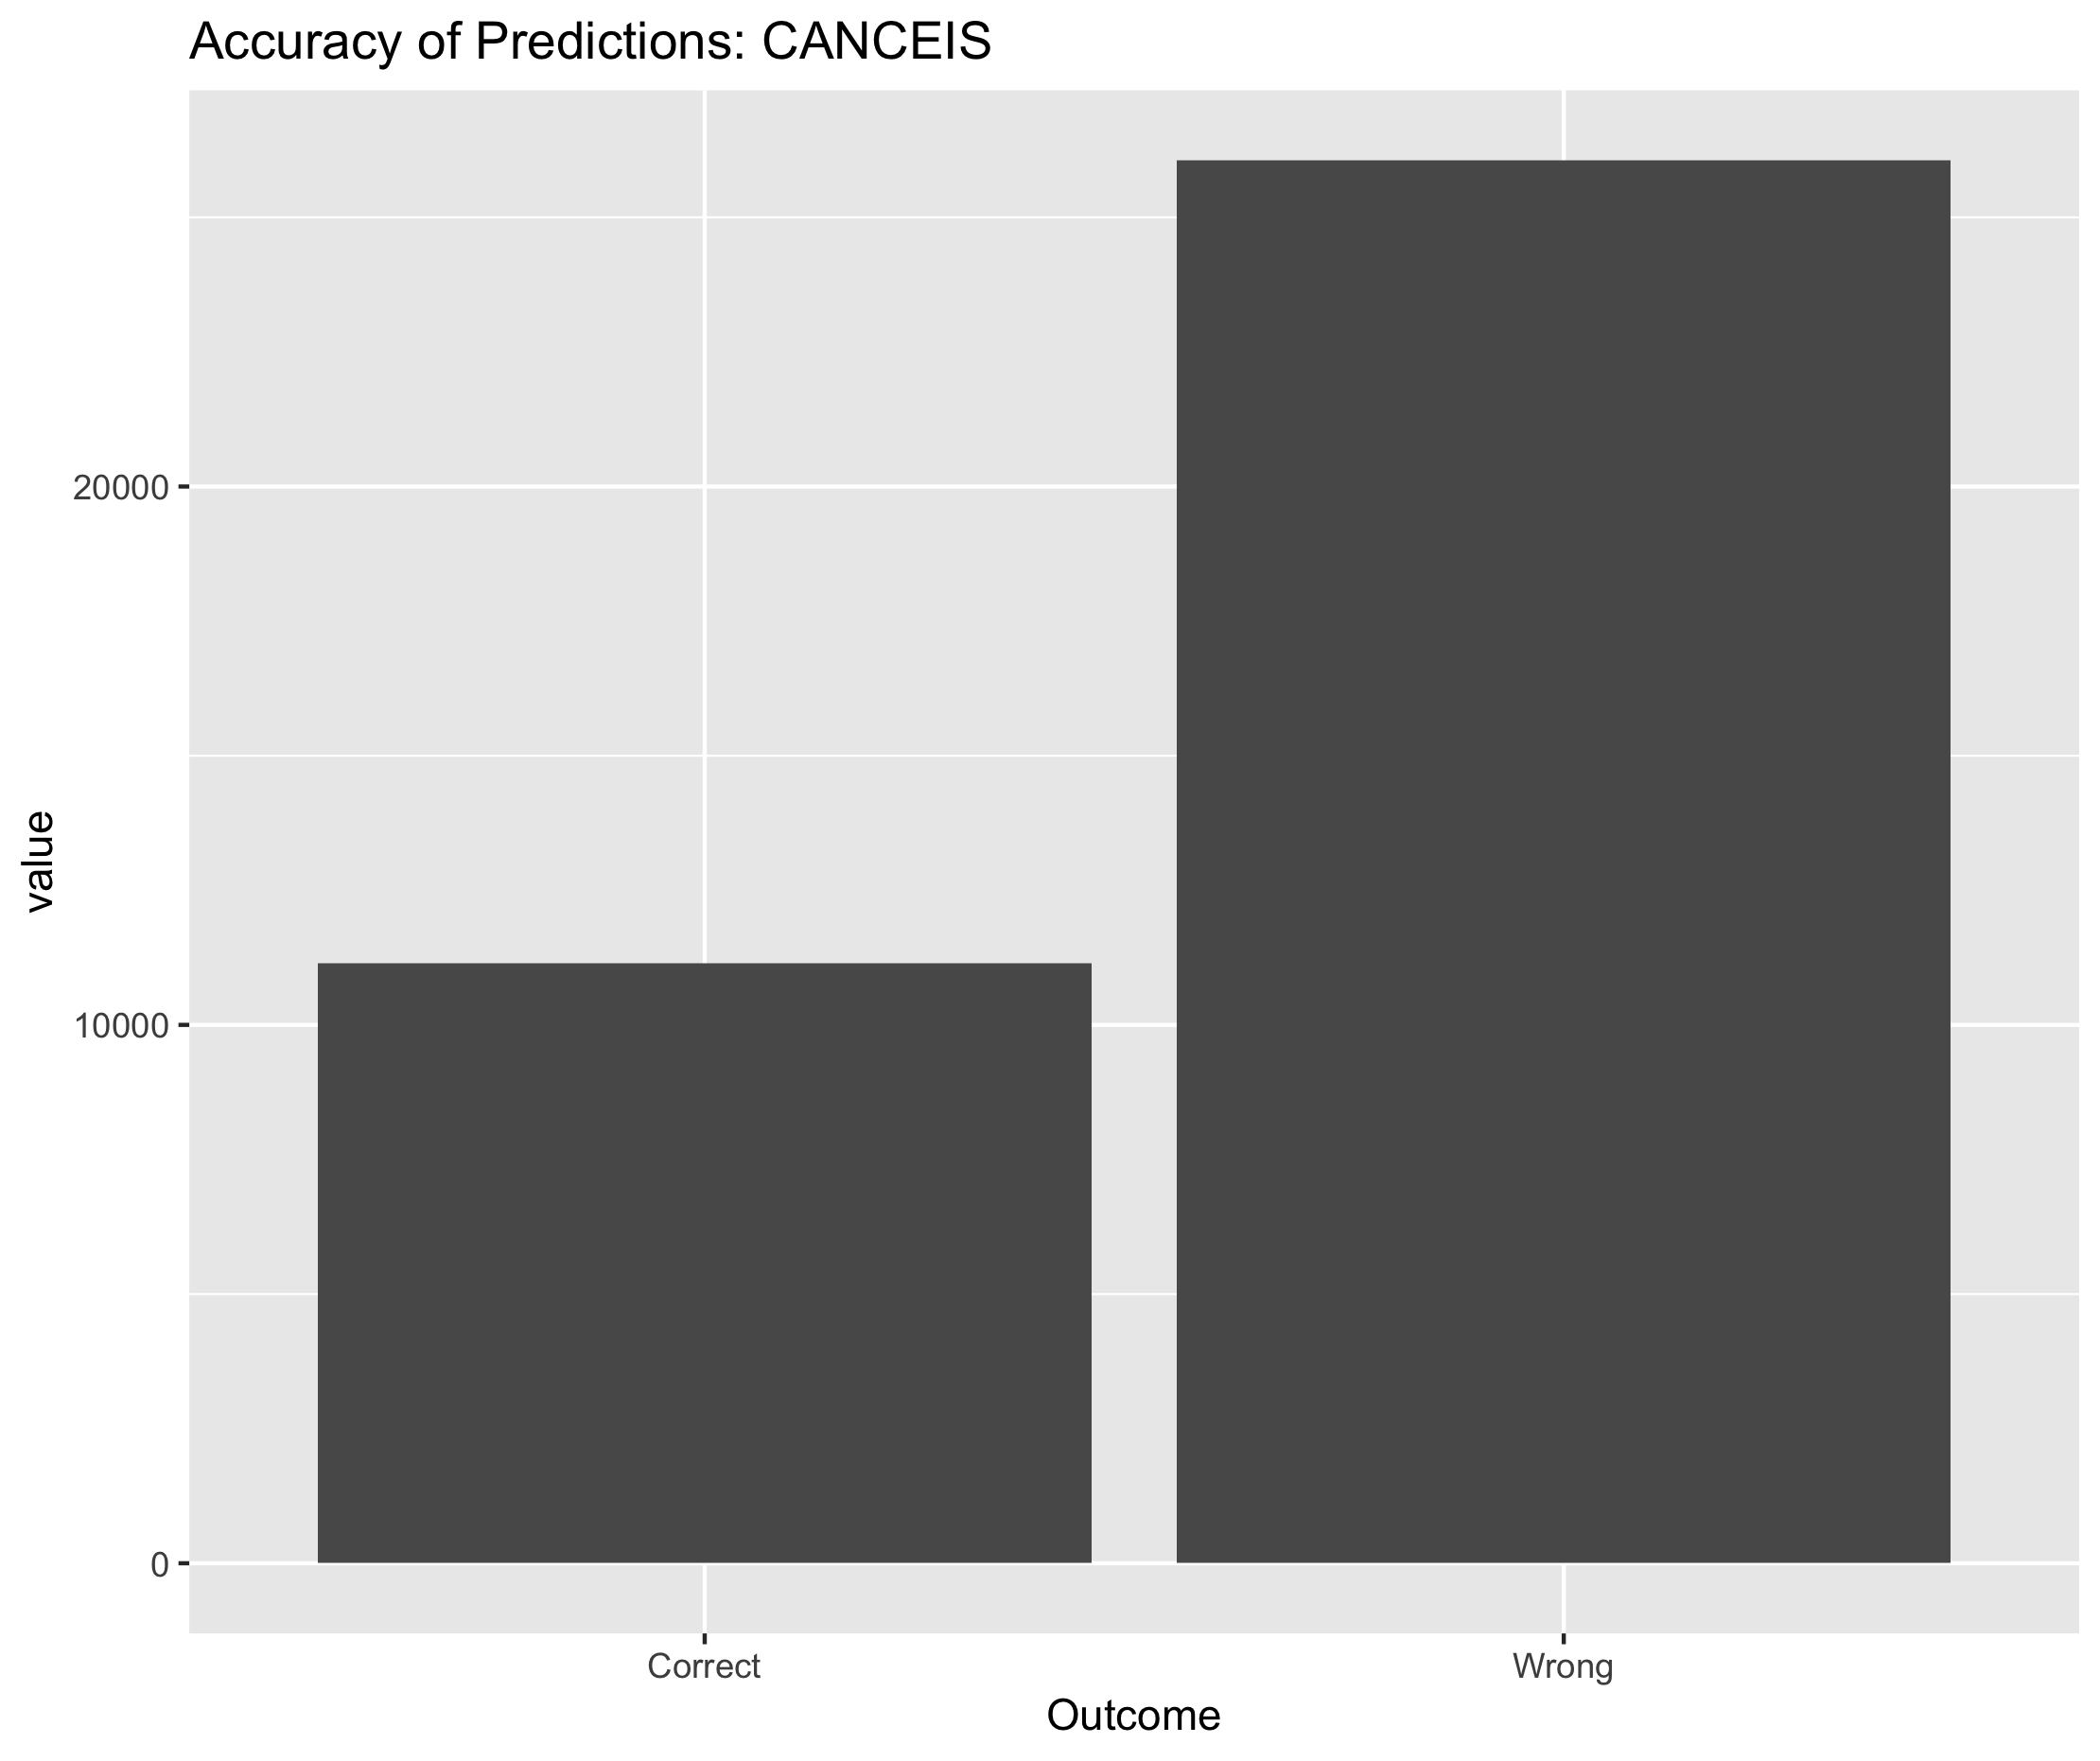 Accuracy of Predictions: CANCEIS
value
20000
10000
0
Correct
Wrong
Outcome